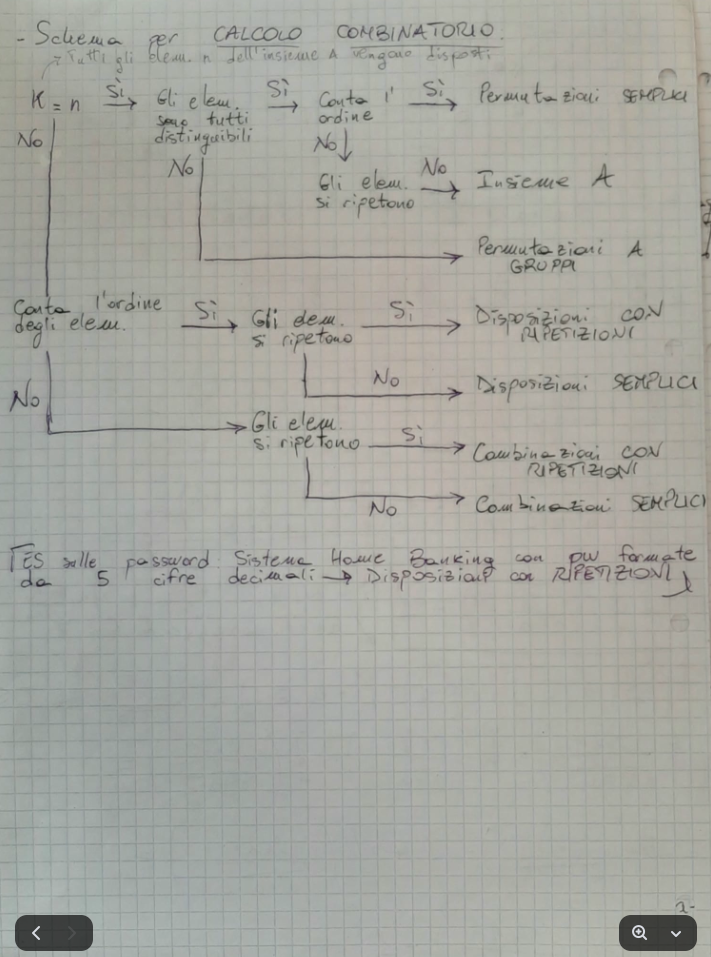 - Schema per CALCOLO COMBINATORIO.
Tutti gli elem. n dell'insieme A vengano disposti
K = n Sì Gli elem. sono tutti distinguibili Sì Conta l' ordine Sì Permutazioni SEMPLICI
No
No
No
Gli elem. si ripetono No Insieme A
Permutazioni A
GRUPPI
Conta l'ordine degli elem. Sì Gli elem. si ripetono Sì Disposizioni CON
RIPETIZIONI
No Disposizioni SEMPLICI
No
Gli elem. si ripetono Sì Combinazioni CON
RIPETIZIONI
No Combinazioni SEMPLICI
ES sulle password Sistema Home Banking con pw formate
da 5 cifre decimali → Disposizioni con RIPETIZIONI